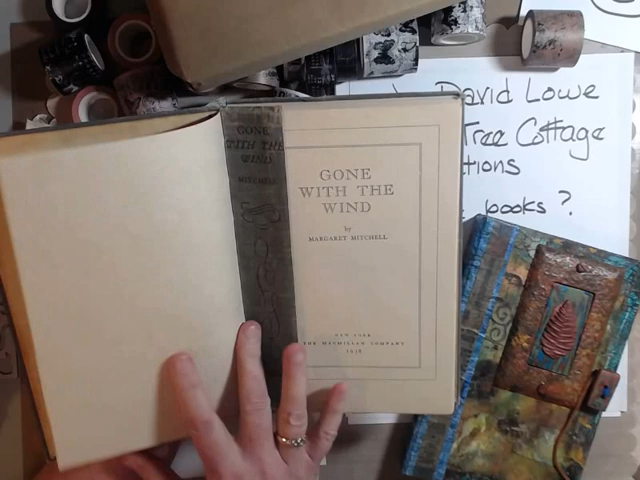 David Lowe
Tree Cottage
tions
books ?
GONE
WITH THE
WIND
MITCHELL
GONE
WITH THE
WIND
by
MARGARET MITCHELL
NEW YORK
THE MACMILLAN COMPANY